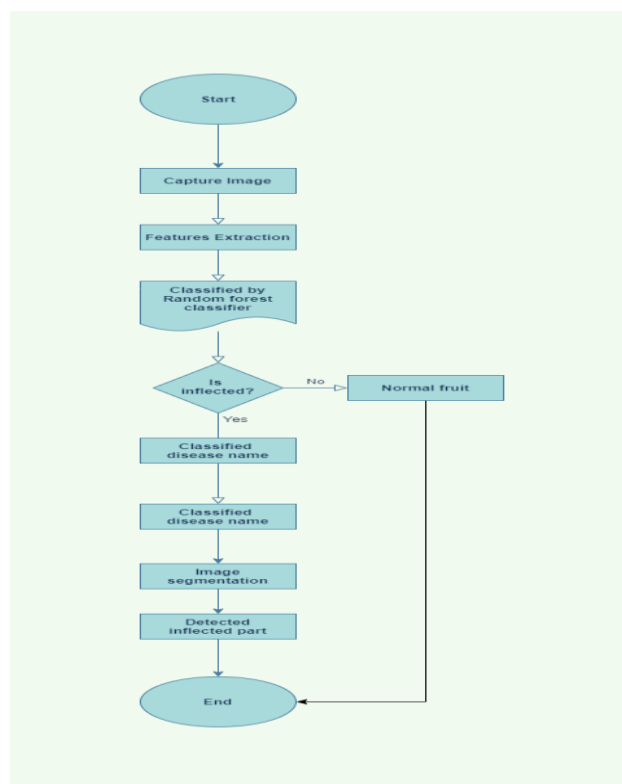 Start
Capture Image
Features Extraction
Classified by
Random forest
classifier
Is
inflected?
No
Normal fruit
Yes
Classified
disease name
Classified
disease name
Image
segmentation
Detected
inflected part
End